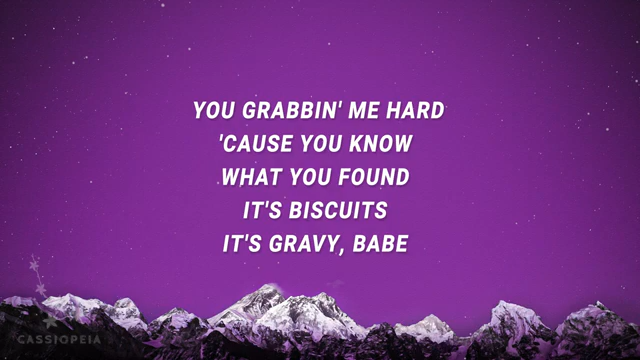 YOU GRABBIN' ME HARD
'CAUSE YOU KNOW
WHAT YOU FOUND
IT'S BISCUITS
IT'S GRAVY, BABE
CASSIOPEIA